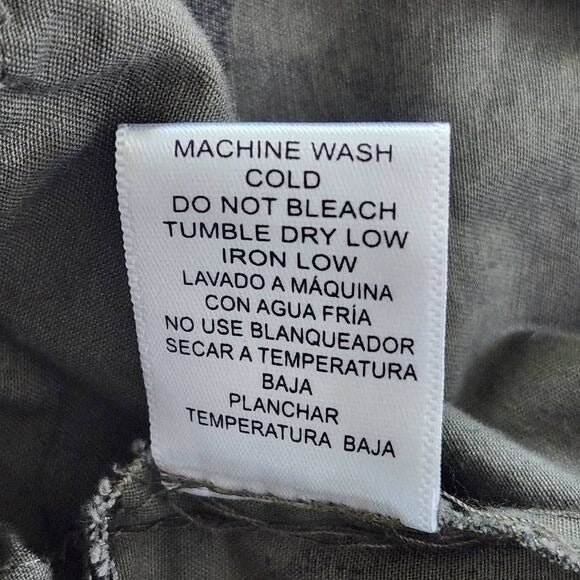 MACHINE WASH
COLD
DO NOT BLEACH
TUMBLE DRY LOW
IRON LOW
LAVADO A MÁQUINA
CON AGUA FRÍA
NO USE BLANQUEADOR
SECAR A TEMPERATURA
BAJA
PLANCHAR
TEMPERATURA BAJA